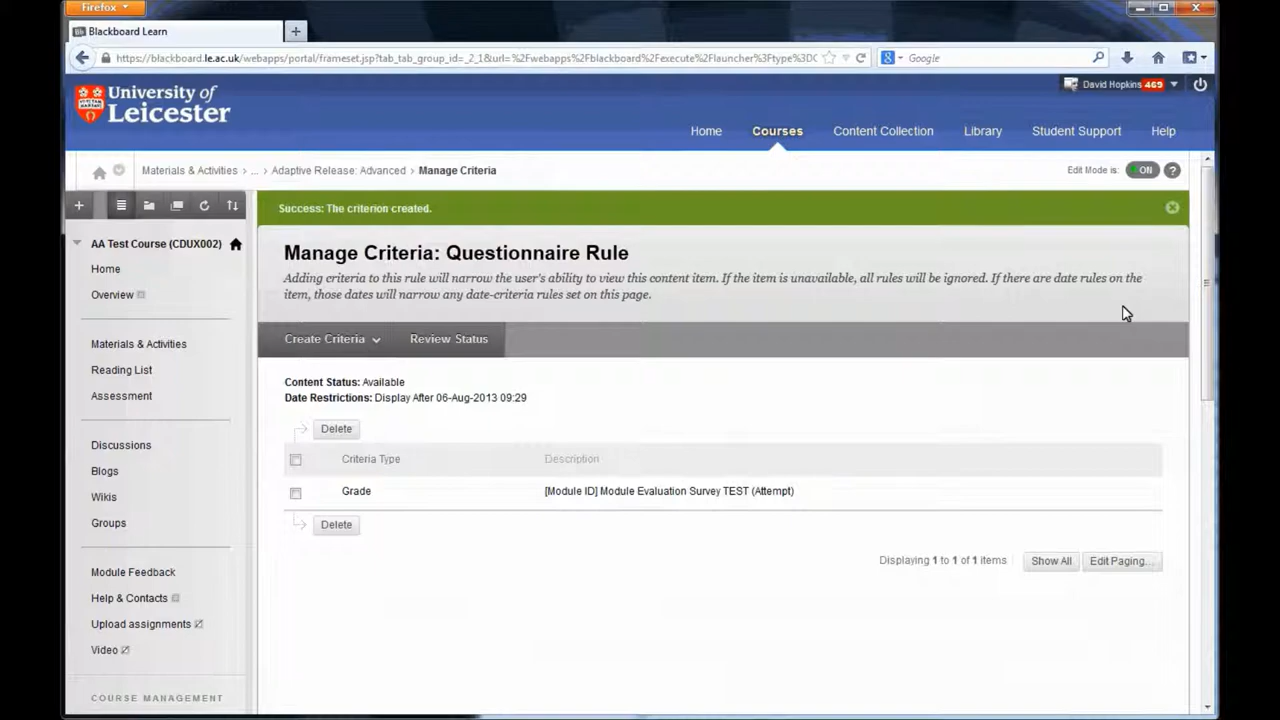 Firefox
Blackboard Learn
https://blackboard.le.ac.uk/webapps/portal/frameset.jsp?tab_tab_group_id=_2_1&url=%2Fwebapps%2Fblackboard%2Fexecute%2Flauncher%3Ftype%3DC
Google
University of
Leicester
David Hopkins 469
Home
Courses
Content Collection
Library
Student Support
Help
Materials & Activities > ... > Adaptive Release: Advanced > Manage Criteria
Edit Mode is: ON ?
Success: The criterion created.
AA Test Course (CDUX002)
Home
Overview
Materials & Activities
Reading List
Assessment
Discussions
Blogs
Wikis
Groups
Module Feedback
Help & Contacts
Upload assignments
Video
COURSE MANAGEMENT
Manage Criteria: Questionnaire Rule
Adding criteria to this rule will narrow the user's ability to view this content item. If the item is unavailable, all rules will be ignored. If there are date rules on the
item, those dates will narrow any date-criteria rules set on this page.
Create Criteria
Review Status
Content Status: Available
Date Restrictions: Display After 06-Aug-2013 09:29
Delete
Criteria Type Description
Grade [Module ID] Module Evaluation Survey TEST (Attempt)
Delete
Displaying 1 to 1 of 1 items
Show All
Edit Paging...